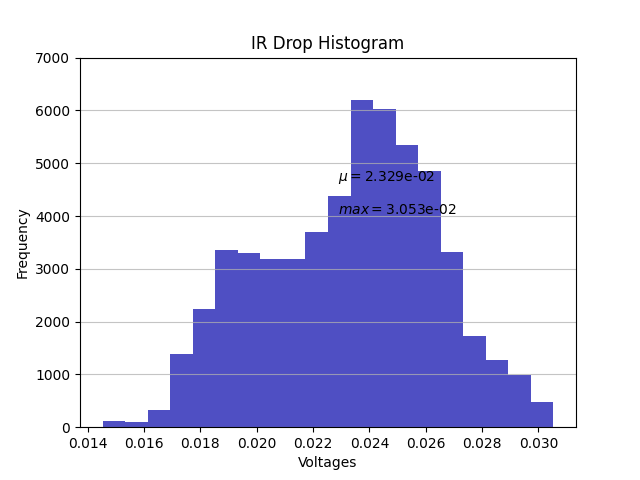 IR Drop Histogram
7000
6000
5000
4000
3000
2000
1000
0
Frequency
μ = 2.329e-02
max = 3.053e-02
0.014 0.016 0.018 0.020 0.022 0.024 0.026 0.028 0.030
Voltages